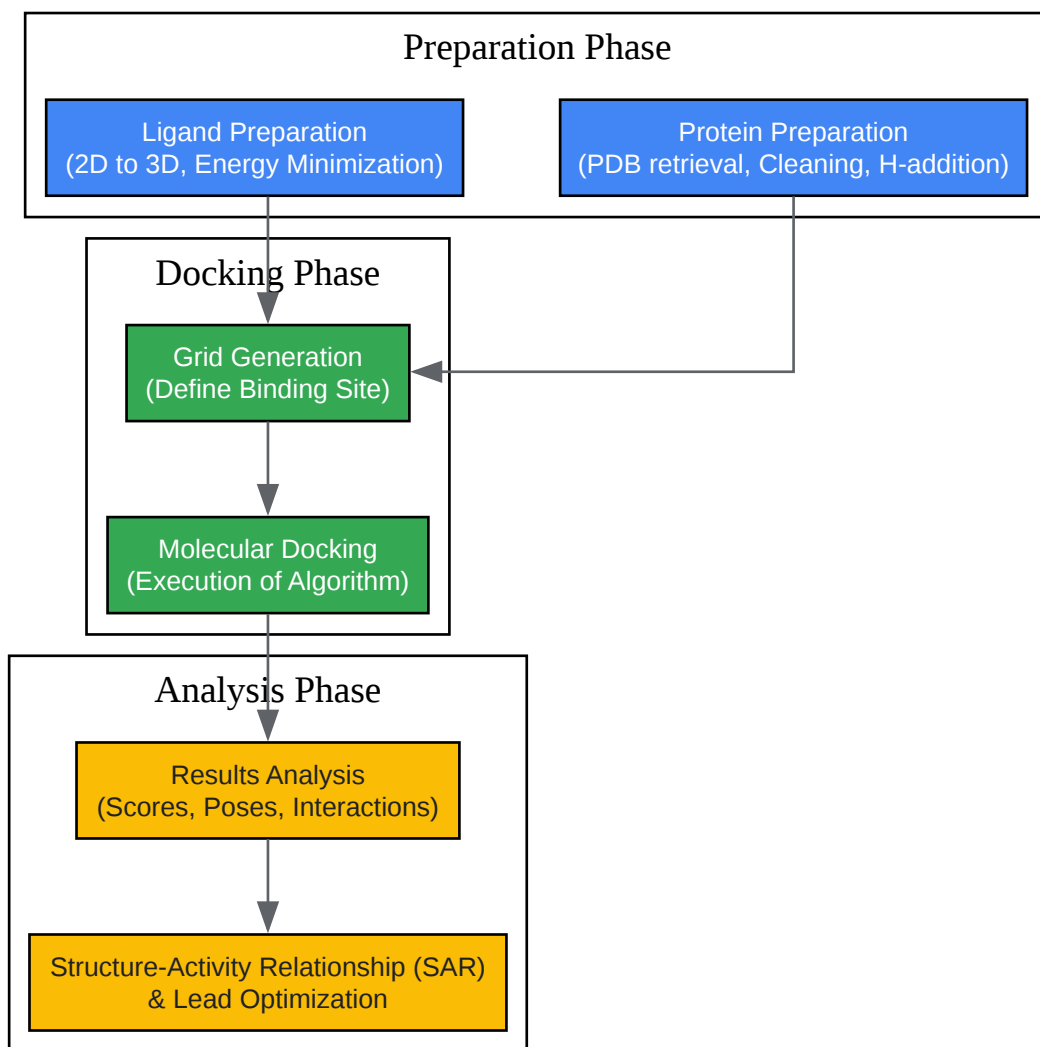 Preparation Phase
Ligand Preparation
(2D to 3D, Energy Minimization)
Protein Preparation
(PDB retrieval, Cleaning, H-addition)
Docking Phase
Grid Generation
(Define Binding Site)
Molecular Docking
(Execution of Algorithm)
Analysis Phase
Results Analysis
(Scores, Poses, Interactions)
Structure-Activity Relationship (SAR)
& Lead Optimization